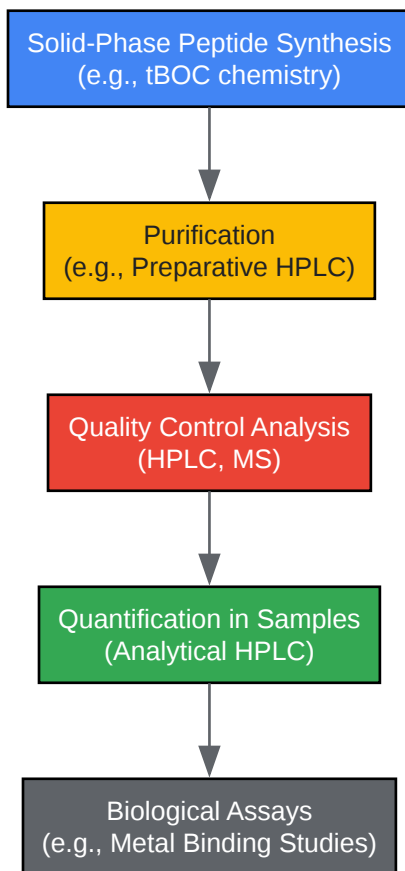 Solid-Phase Peptide Synthesis
(e.g., tBOC chemistry)
Purification
(e.g., Preparative HPLC)
Quality Control Analysis
(HPLC, MS)
Quantification in Samples
(Analytical HPLC)
Biological Assays
(e.g., Metal Binding Studies)